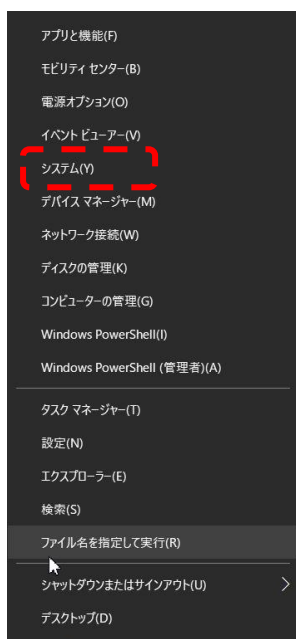 アプリと機能(F)
モビリティ センター(B)
電源オプション(O)
イベント ビューアー(V)
システム(Y)
デバイス マネージャー(M)
ネットワーク接続(W)
ディスクの管理(K)
コンピューターの管理(G)
Windows PowerShell(I)
Windows PowerShell (管理者)(A)
タスク マネージャー(T)
設定(N)
エクスプローラー(E)
検索(S)
ファイル名を指定して実行(R)
シャットダウンまたはサインアウト(U)
デスクトップ(D)